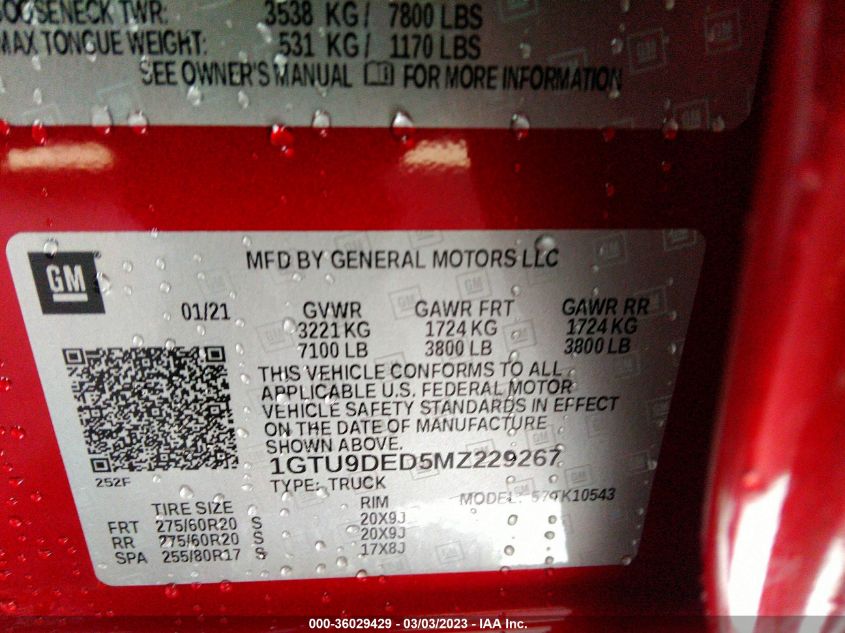 GOOSENECK TWR: 3538 KG / 7800 LBS
MAX TONGUE WEIGHT: 531 KG / 1170 LBS
SEE OWNER'S MANUAL FOR MORE INFORMATION
GM
MFD BY GENERAL MOTORS LLC
01/21 GVWR GAWR FRT GAWR RR
3221 KG 1724 KG 1724 KG
7100 LB 3800 LB 3800 LB
THIS VEHICLE CONFORMS TO ALL
APPLICABLE U.S. FEDERAL MOTOR
VEHICLE SAFETY STANDARDS IN EFFECT
ON THE DATE OF MANUFACTURE
SHOWN ABOVE.
1GTU9DED5MZ229267
252F
TYPE: TRUCK MODEL: 579TK10543
TIRE SIZE RIM
FRT 275/60R20 S 20X9J
RR 275/60R20 S 20X9J
SPA 255/80R17 S 17X8J
000-36029429 - 03/03/2023 - IAA Inc.